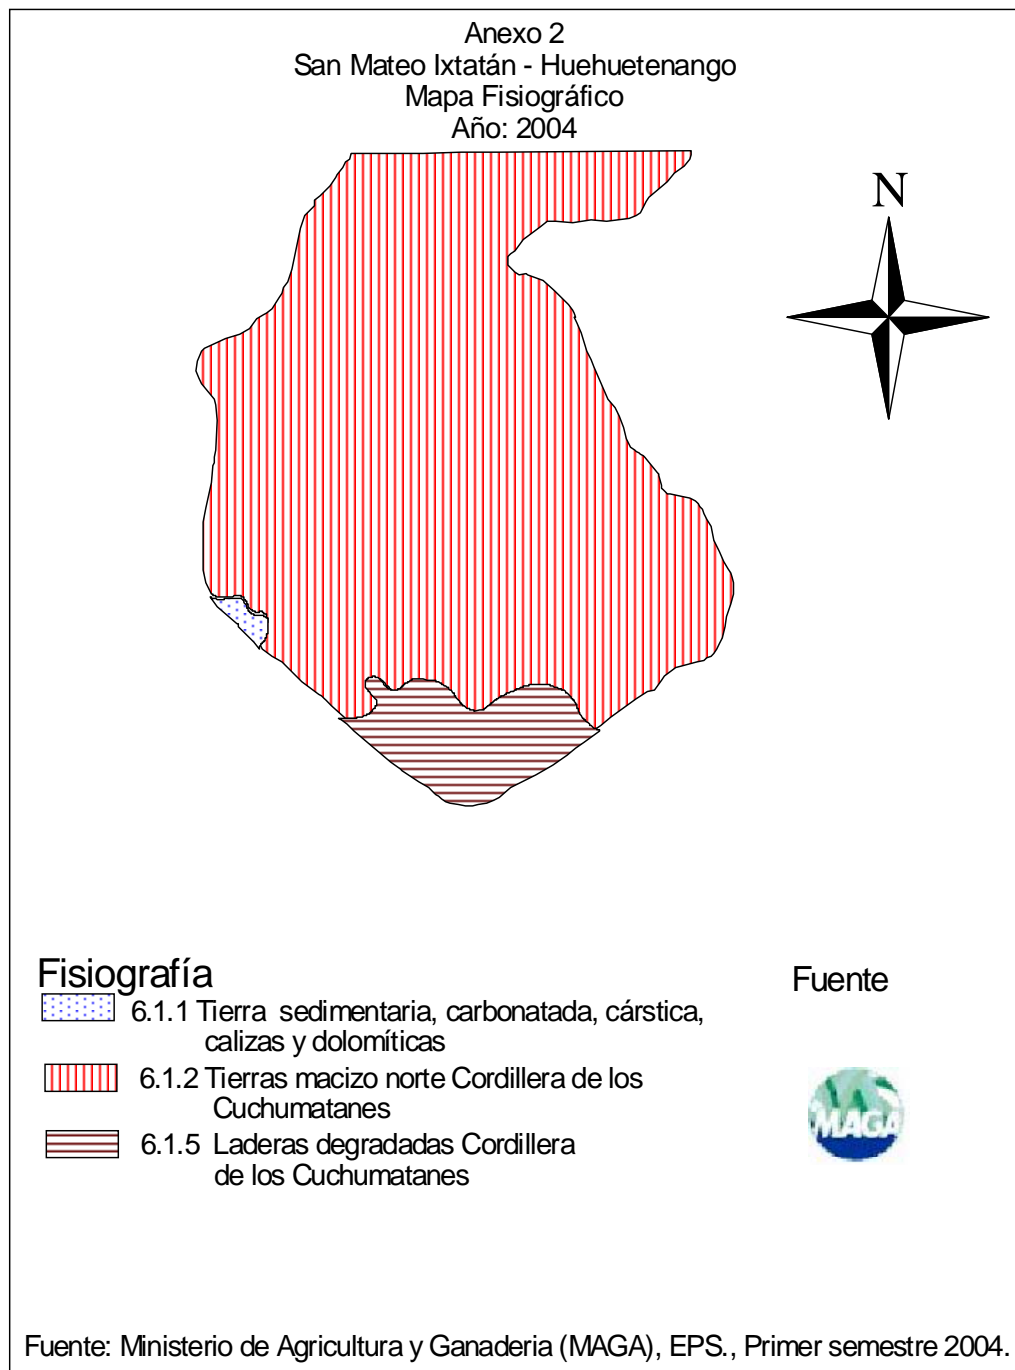 Anexo 2
San Mateo Ixtatán - Huehuetenango
Mapa Fisiográfico
Año: 2004
N
Fisiografía
6.1.1 Tierra sedimentaria, carbonatada, cárstica,
calizas y dolomíticas
6.1.2 Tierras macizo norte Cordillera de los
Cuchumatanes
6.1.5 Laderas degradadas Cordillera
de los Cuchumatanes
Fuente
MAGA
Fuente: Ministerio de Agricultura y Ganaderia (MAGA), EPS., Primer semestre 2004.